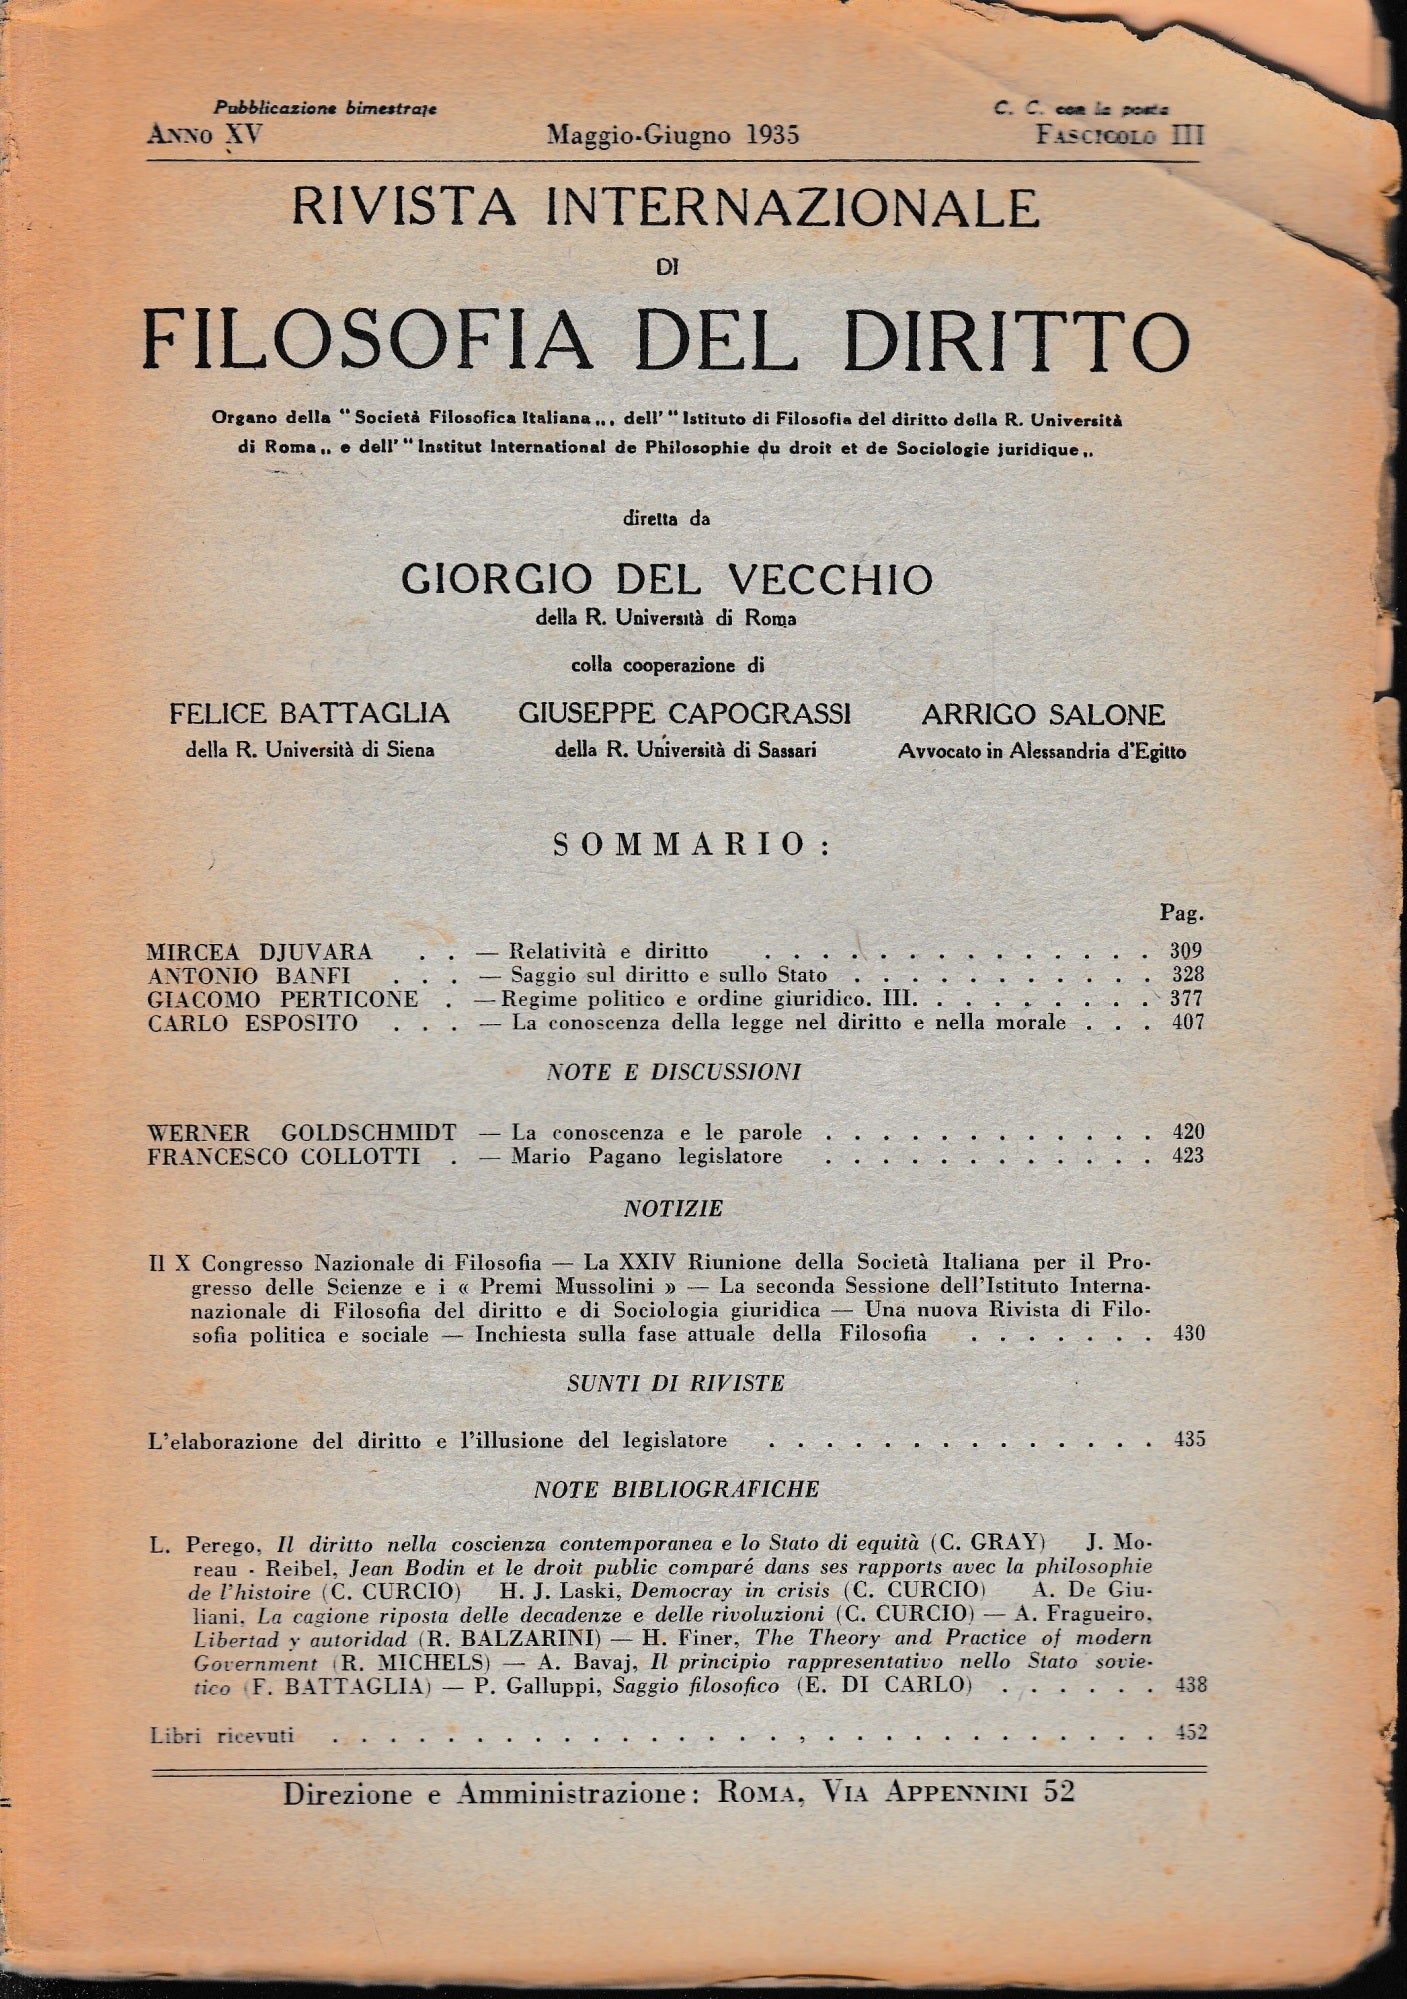 Pubblicazione bimestrale C. C. con la posta
ANNO XV Maggio-Giugno 1935 FASCICOLO III
RIVISTA INTERNAZIONALE
DI
FILOSOFIA DEL DIRITTO
Organo della “ Società Filosofica Italiana „, dell' “ Istituto di Filosofia del diritto della R. Università
di Roma „ e dell' “ Institut International de Philosophie du droit et de Sociologie juridique „
diretta da
GIORGIO DEL VECCHIO
della R. Università di Roma
colla cooperazione di
FELICE BATTAGLIA GIUSEPPE CAPOGRASSI ARRIGO SALONE
della R. Università di Siena della R. Università di Sassari Avvocato in Alessandria d'Egitto
SOMMARIO :
Pag.
MIRCEA DJUVARA . . — Relatività e diritto . . . . . . . . . . . . . . 309
ANTONIO BANFI . . . — Saggio sul diritto e sullo Stato . . . . . . . . . . . 328
GIACOMO PERTICONE . — Regime politico e ordine giuridico. III. . . . . . . . . 377
CARLO ESPOSITO . . . — La conoscenza della legge nel diritto e nella morale . . . 407
NOTE E DISCUSSIONI
WERNER GOLDSCHMIDT — La conoscenza e le parole . . . . . . . . . . . . 420
FRANCESCO COLLOTTI . — Mario Pagano legislatore . . . . . . . . . . . . 423
NOTIZIE
Il X Congresso Nazionale di Filosofia — La XXIV Riunione della Società Italiana per il Pro-
gresso delle Scienze e i « Premi Mussolini » — La seconda Sessione dell'Istituto Interna-
nazionale di Filosofia del diritto e di Sociologia giuridica — Una nuova Rivista di Filo-
sofia politica e sociale — Inchiesta sulla fase attuale della Filosofia . . . . . . . 430
SUNTI DI RIVISTE
L'elaborazione del diritto e l'illusione del legislatore . . . . . . . . . . . . . . 435
NOTE BIBLIOGRAFICHE
L. Perego, Il diritto nella coscienza contemporanea e lo Stato di equità (C. GRAY) J. Mo-
reau - Reibel, Jean Bodin et le droit public comparé dans ses rapports avec la philosophie
de l'histoire (C. CURCIO) H. J. Laski, Democray in crisis (C. CURCIO) A. De Giu-
liani, La cagione riposta delle decadenze e delle rivoluzioni (C. CURCIO) — A. Fragueiro,
Libertad y autoridad (R. BALZARINI) — H. Finer, The Theory and Practice of modern
Government (R. MICHELS) — A. Bavaj, Il principio rappresentativo nello Stato sovie-
tico (F. BATTAGLIA) — P. Galluppi, Saggio filosofico (E. DI CARLO) . . . . . . 438
Libri ricevuti . . . . . . . . . . . . . . . . . . . . . . . . . . . . . 452
Direzione e Amministrazione: ROMA, VIA APPENNINI 52